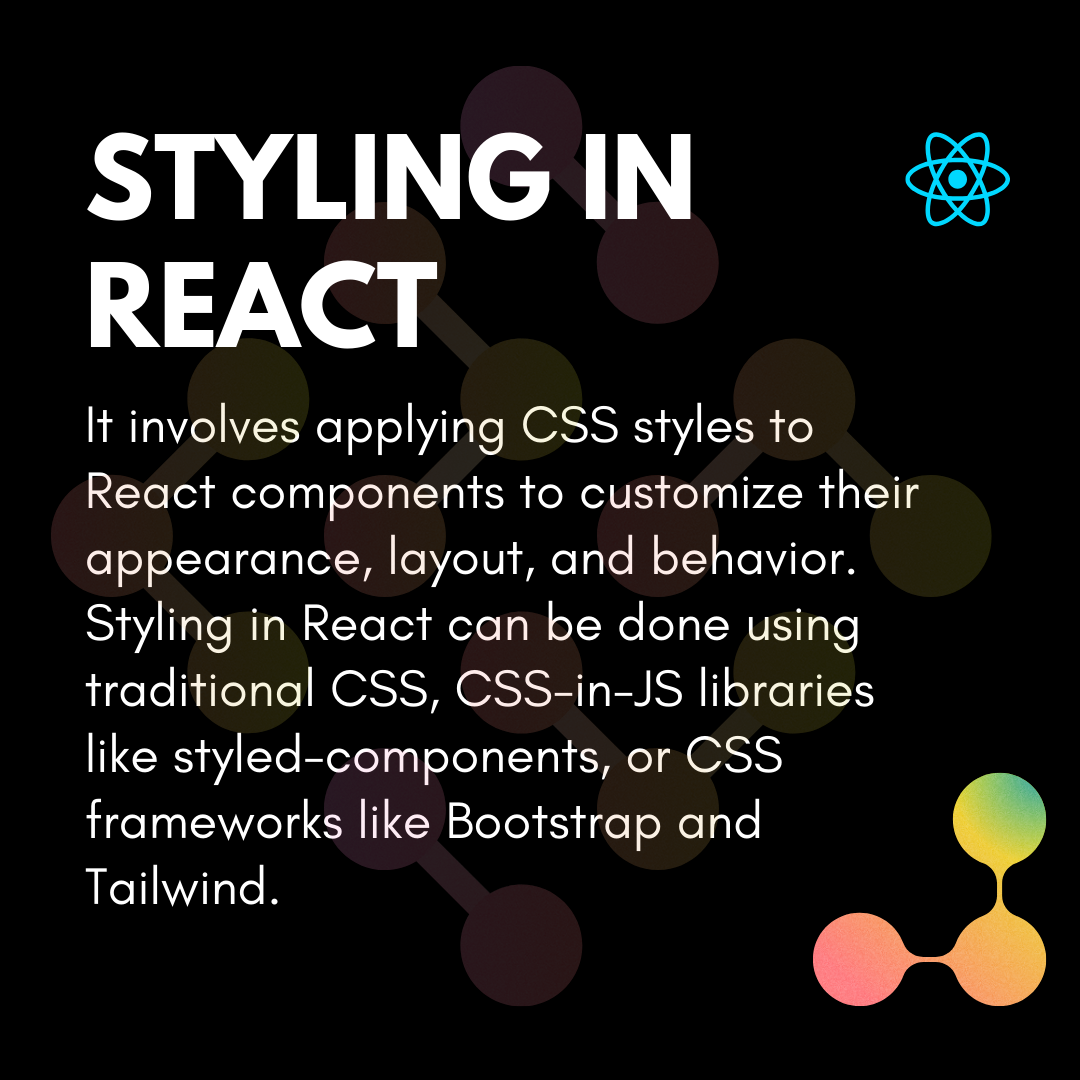 STYLING IN
REACT
It involves applying CSS styles to
React components to customize their
appearance, layout, and behavior.
Styling in React can be done using
traditional CSS, CSS-in-JS libraries
like styled-components, or CSS
frameworks like Bootstrap and
Tailwind.